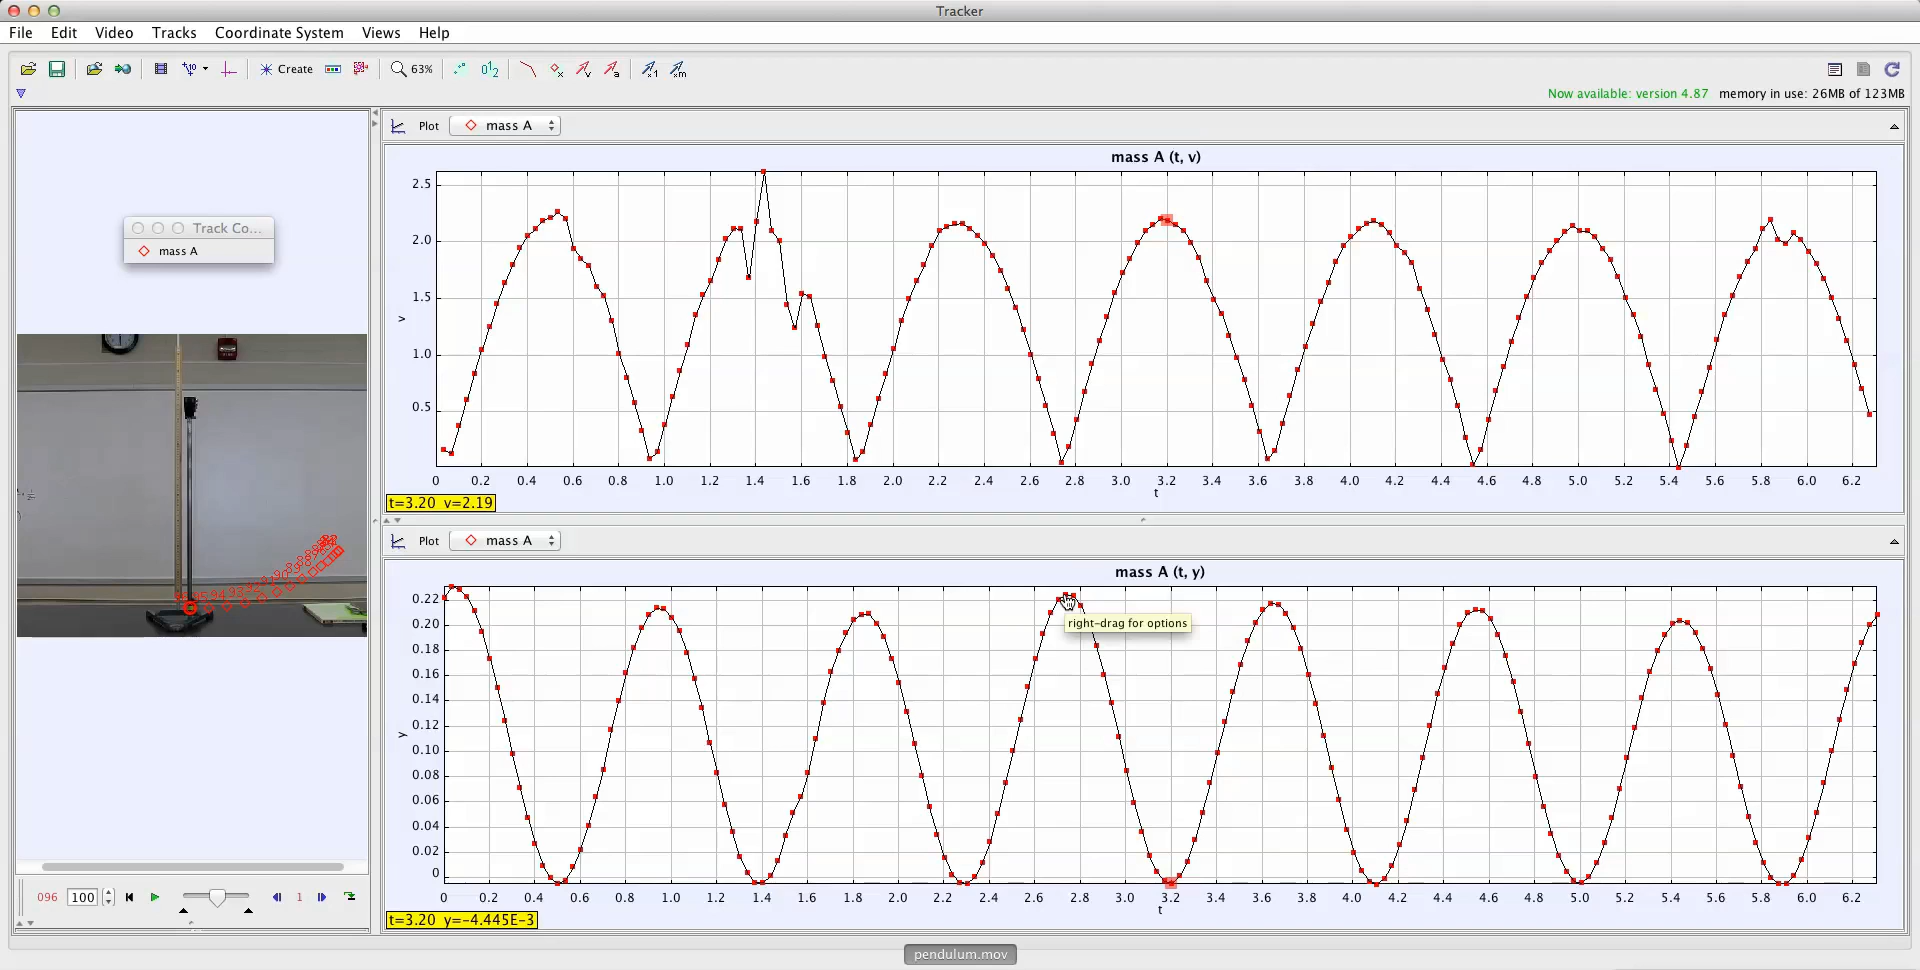 Tracker
File Edit Video Tracks Coordinate System Views Help
Create 63%
Now available: version 4.87 memory in use: 26MB of 123MB
Plot mass A
mass A (t, v)
Track Co...
mass A
2.5
2.0
1.5
v
1.0
0.5
0 0.2 0.4 0.6 0.8 1.0 1.2 1.4 1.6 1.8 2.0 2.2 2.4 2.6 2.8 3.0 3.2 3.4 3.6 3.8 4.0 4.2 4.4 4.6 4.8 5.0 5.2 5.4 5.6 5.8 6.0 6.2
t
t=3.20 v=2.19
Plot mass A
mass A (t, y)
0.22
right-drag for options
0.20
0.18
0.16
0.14
0.12
y
0.10
0.08
0.06
0.04
0.02
0
0 0.2 0.4 0.6 0.8 1.0 1.2 1.4 1.6 1.8 2.0 2.2 2.4 2.6 2.8 3.0 3.2 3.4 3.6 3.8 4.0 4.2 4.4 4.6 4.8 5.0 5.2 5.4 5.6 5.8 6.0
t
096 100 1
t=3.20 y=-4.445E-3
pendulum.mov